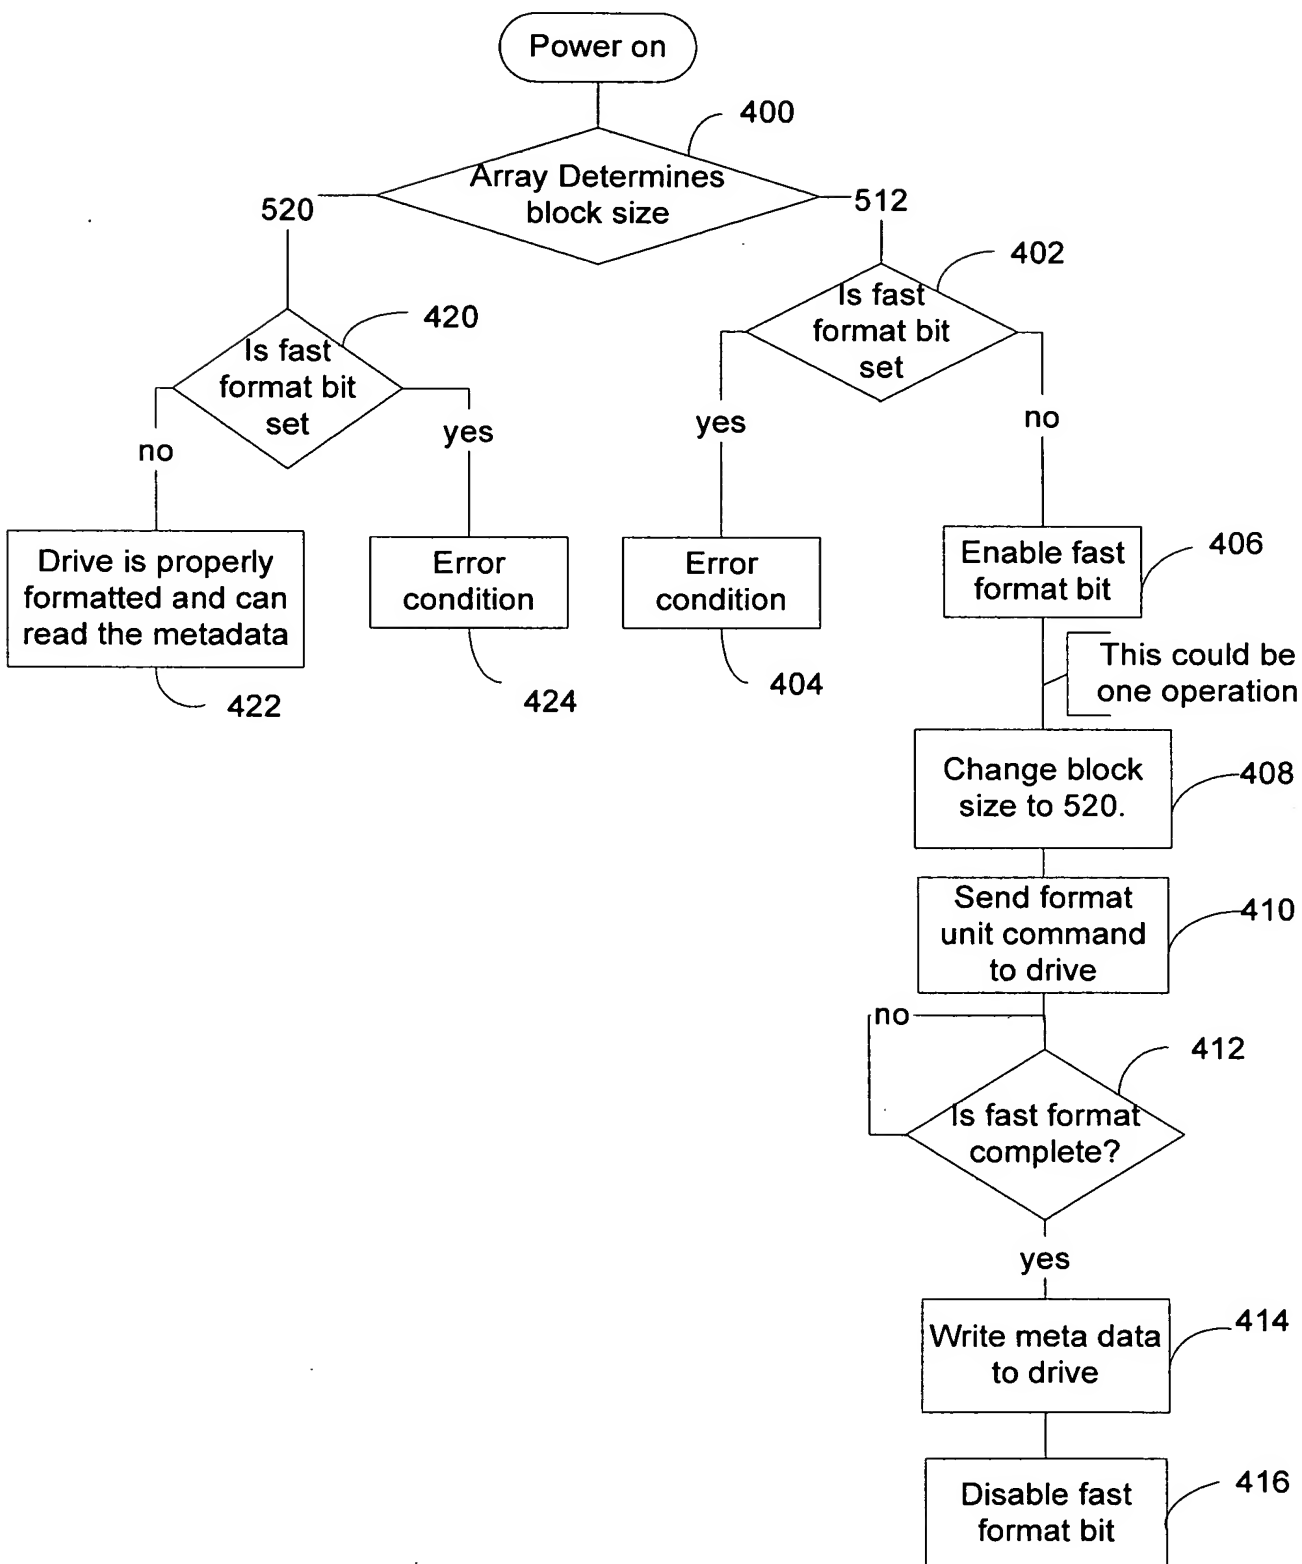 Power on
400
Array Determines
block size
520
512
402
Is fast
format bit
set
420
Is fast
format bit
set
yes
no
no
yes
Drive is properly
formatted and can
read the metadata
422
Error
condition
424
Error
condition
404
Enable fast
format bit
406
This could be
one operation
Change block
size to 520.
408
Send format
unit command
to drive
410
no
412
Is fast format
complete?
yes
Write meta data
to drive
414
Disable fast
format bit
416